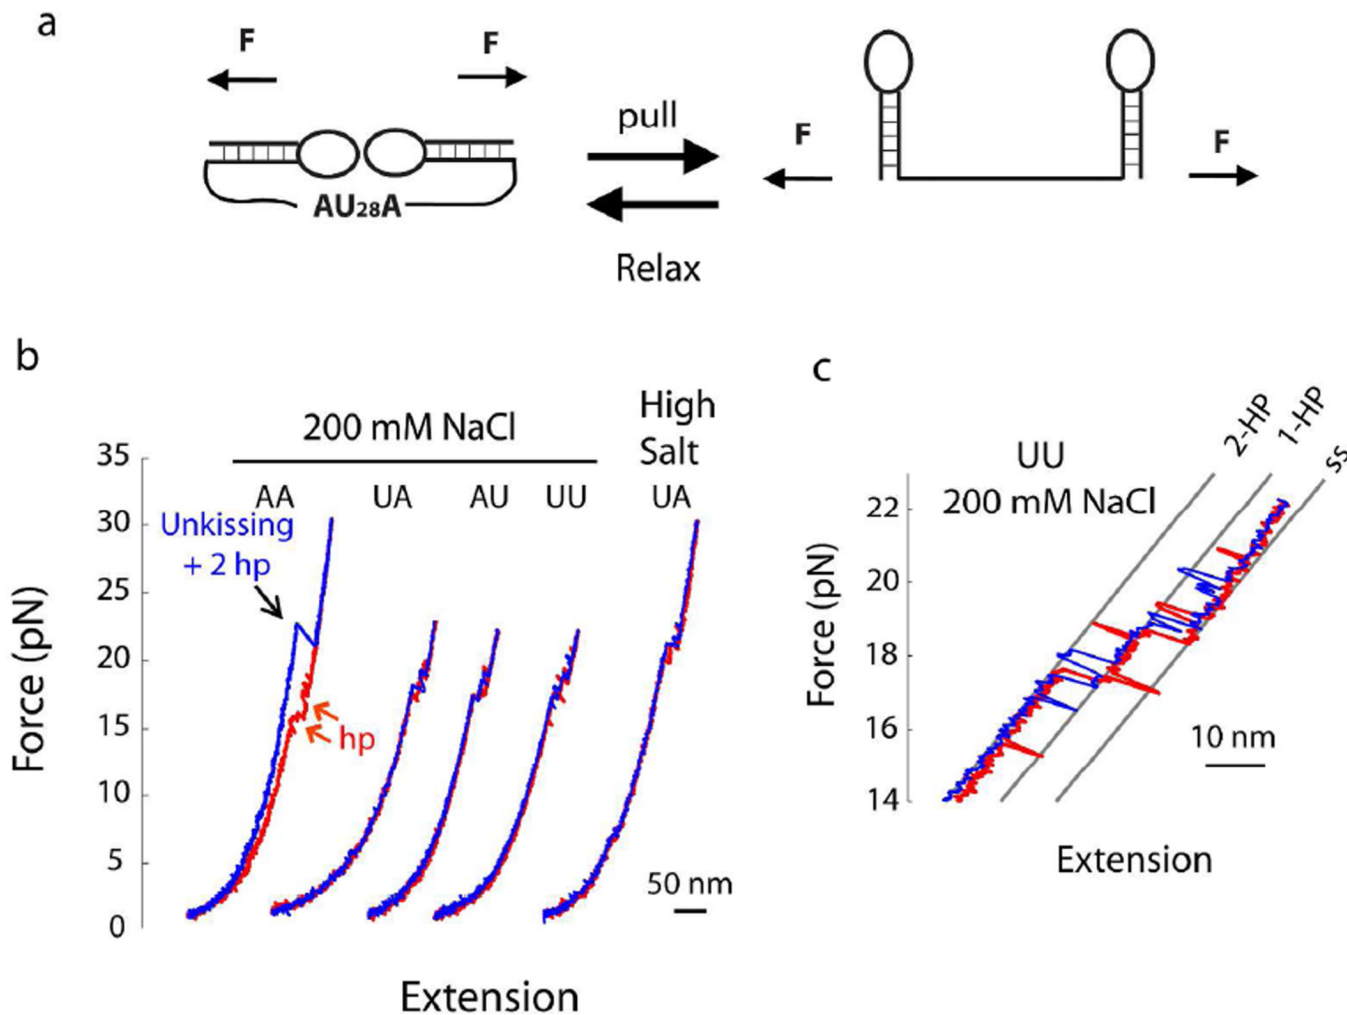 a
F
F
pull
F
F
AU₂₈A
Relax
b
200 mM NaCl
High
Salt
AA
UA
AU
UU
UA
Unkissing
+ 2 hp
hp
Force (pN)
35
30
25
20
15
10
5
0
50 nm
Extension
c
UU
200 mM NaCl
2-HP
1-HP
ss
Force (pN)
22
20
18
16
14
10 nm
Extension